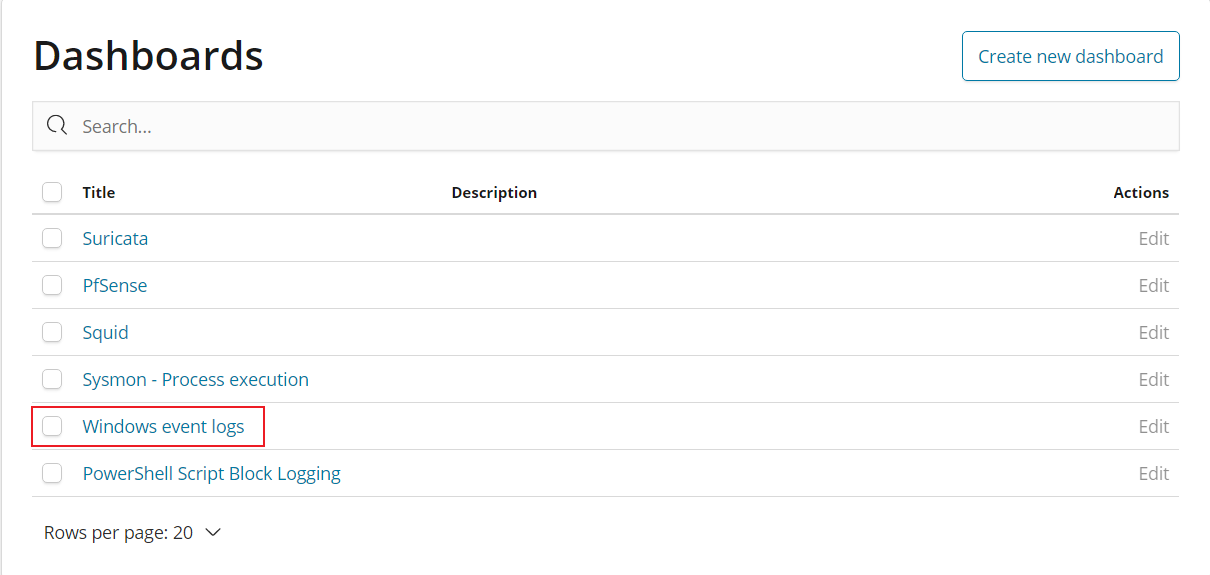 Dashboards
Create new dashboard
Search...
Title Description Actions
Suricata Edit
PfSense Edit
Squid Edit
Sysmon - Process execution Edit
Windows event logs Edit
PowerShell Script Block Logging Edit
Rows per page: 20